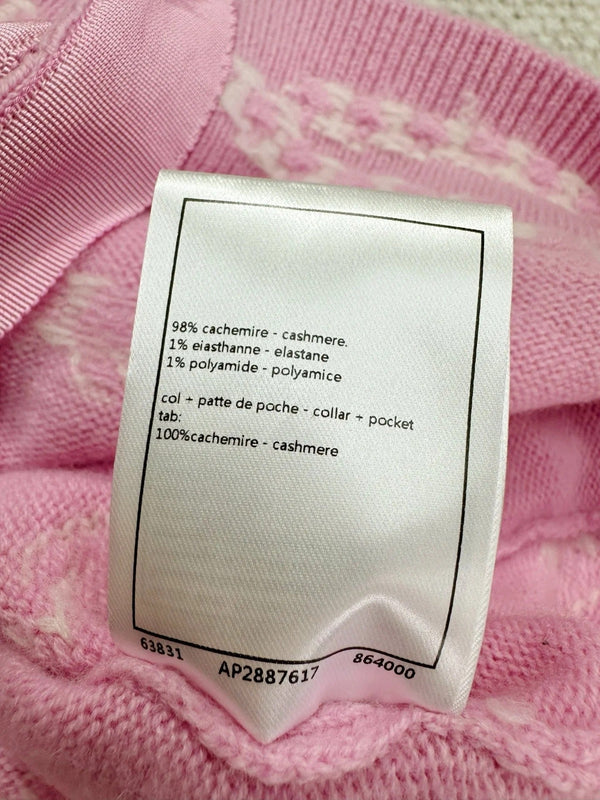 98% cachemire - cashmere.
1% eiasthanne - elastane
1% polyamide - polyamice
col + patte de poche - collar + pocket
tab:
100%cachemire - cashmere
63831 AP2887617 864000